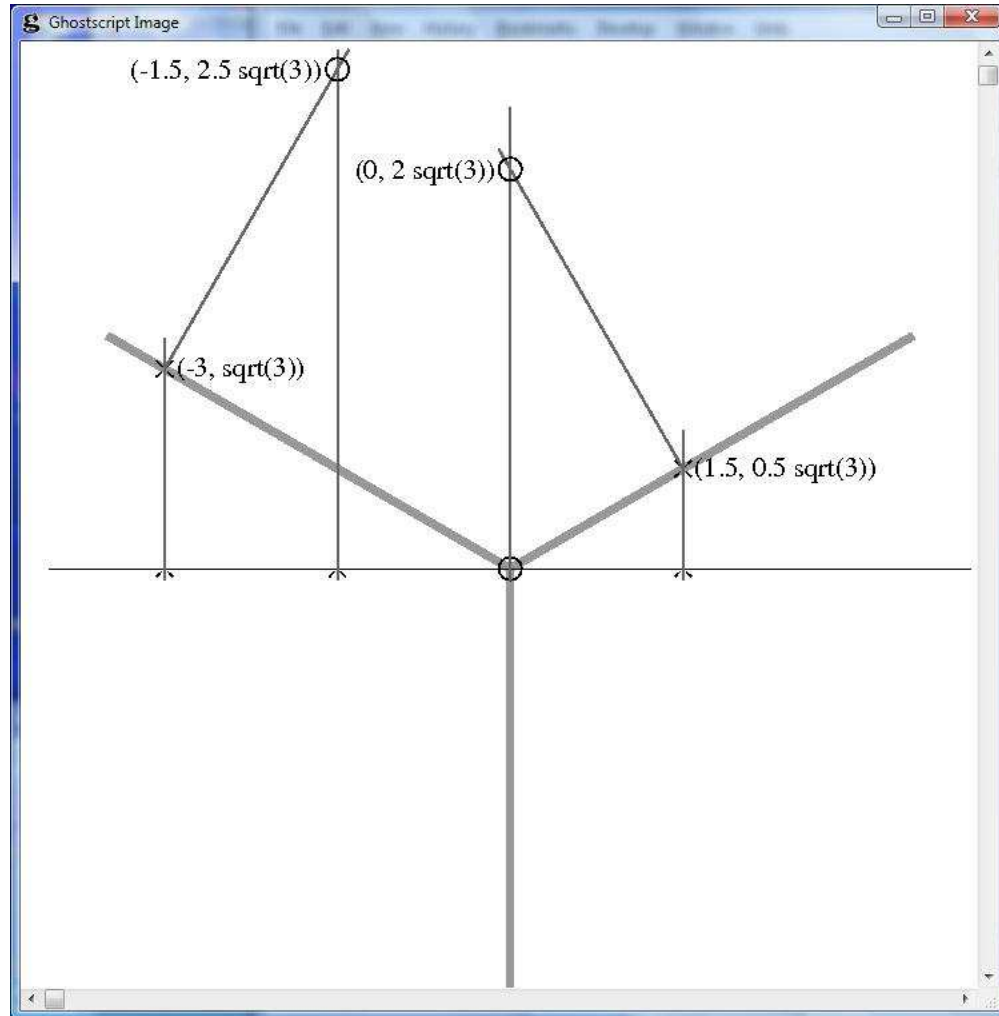 Ghostscript Image
(-1.5, 2.5 sqrt(3))
(0, 2 sqrt(3))
(-3, sqrt(3))
(1.5, 0.5 sqrt(3))